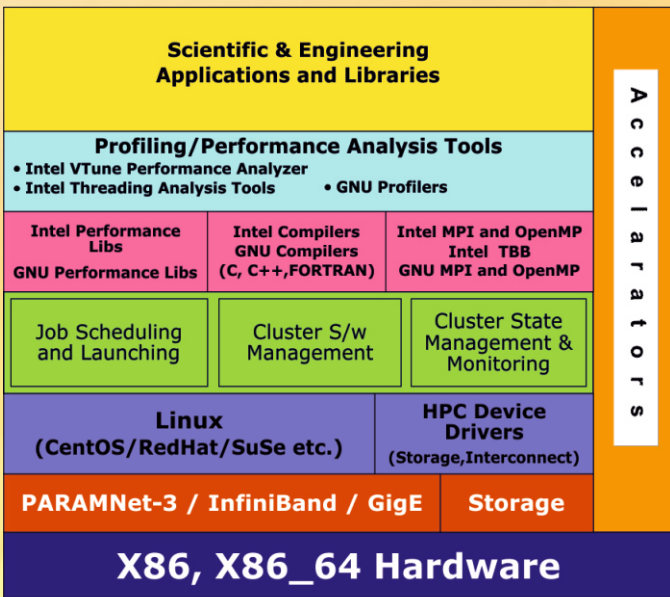 Scientific & Engineering
Applications and Libraries
Profiling/Performance Analysis Tools
• Intel VTune Performance Analyzer
• Intel Threading Analysis Tools • GNU Profilers
Intel Performance
Libs
GNU Performance Libs
Intel Compilers
GNU Compilers
(C, C++,FORTRAN)
Intel MPI and OpenMP
Intel TBB
GNU MPI and OpenMP
Job Scheduling
and Launching
Cluster S/w
Management
Cluster State
Management &
Monitoring
Linux
(CentOS/RedHat/SuSe etc.)
HPC Device
Drivers
(Storage,Interconnect)
PARAMNet-3 / InfiniBand / GigE
Storage
X86, X86_64 Hardware
Accelarators